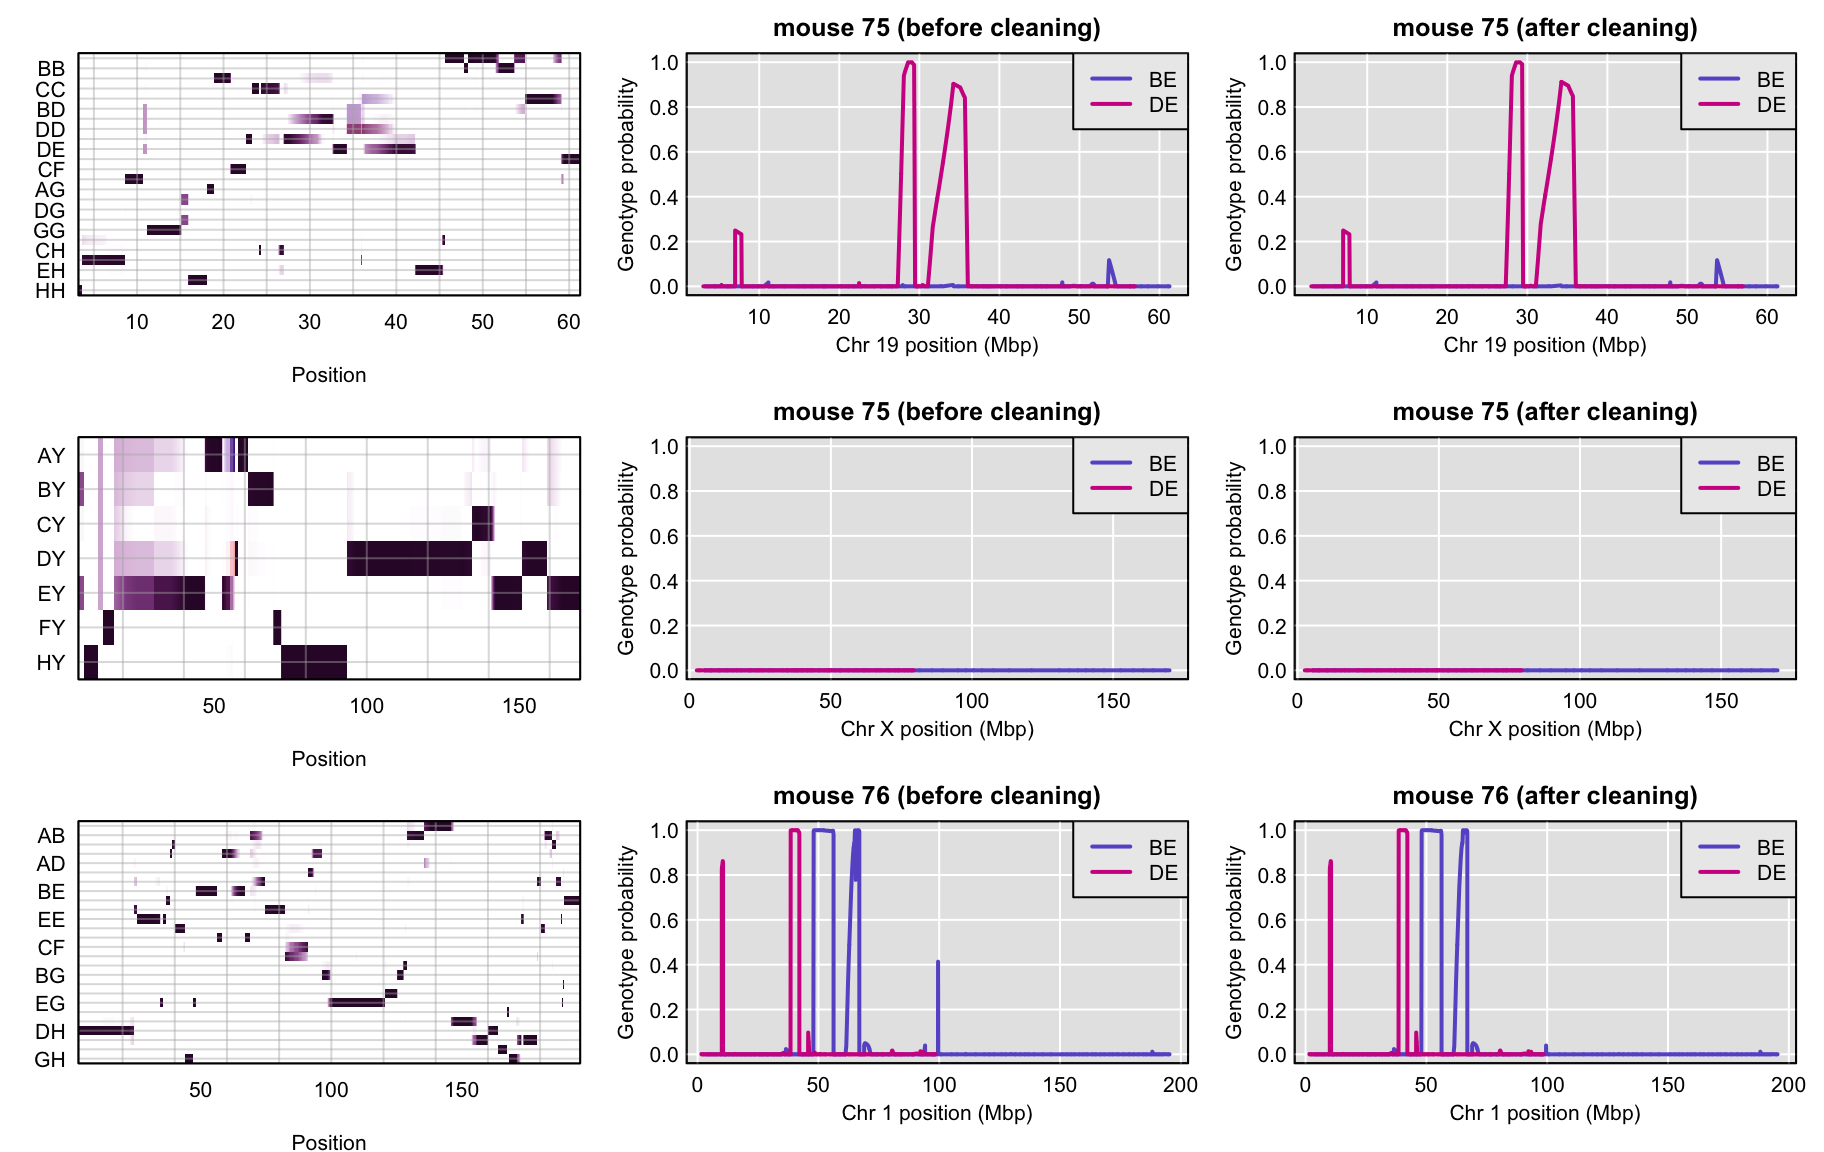 BB
CC
BD
DD
DE
CF
AG
DG
GG
CH
EH
HH
10 20 30 40 50 60
Position
mouse 75 (before cleaning)
Genotype probability
1.0
0.8
0.6
0.4
0.2
0.0
BE
DE
10 20 30 40 50 60
Chr 19 position (Mbp)
mouse 75 (after cleaning)
Genotype probability
1.0
0.8
0.6
0.4
0.2
0.0
BE
DE
10 20 30 40 50 60
Chr 19 position (Mbp)
AY
BY
CY
DY
EY
FY
HY
50 100 150
Position
mouse 75 (before cleaning)
Genotype probability
1.0
0.8
0.6
0.4
0.2
0.0
BE
DE
0 50 100 150
Chr X position (Mbp)
mouse 75 (after cleaning)
Genotype probability
1.0
0.8
0.6
0.4
0.2
0.0
BE
DE
0 50 100 150
Chr X position (Mbp)
AB
AD
BE
EE
CF
BG
EG
DH
GH
50 100 150
Position
mouse 76 (before cleaning)
Genotype probability
1.0
0.8
0.6
0.4
0.2
0.0
BE
DE
0 50 100 150 200
Chr 1 position (Mbp)
mouse 76 (after cleaning)
Genotype probability
1.0
0.8
0.6
0.4
0.2
0.0
BE
DE
0 50 100 150 200
Chr 1 position (Mbp)